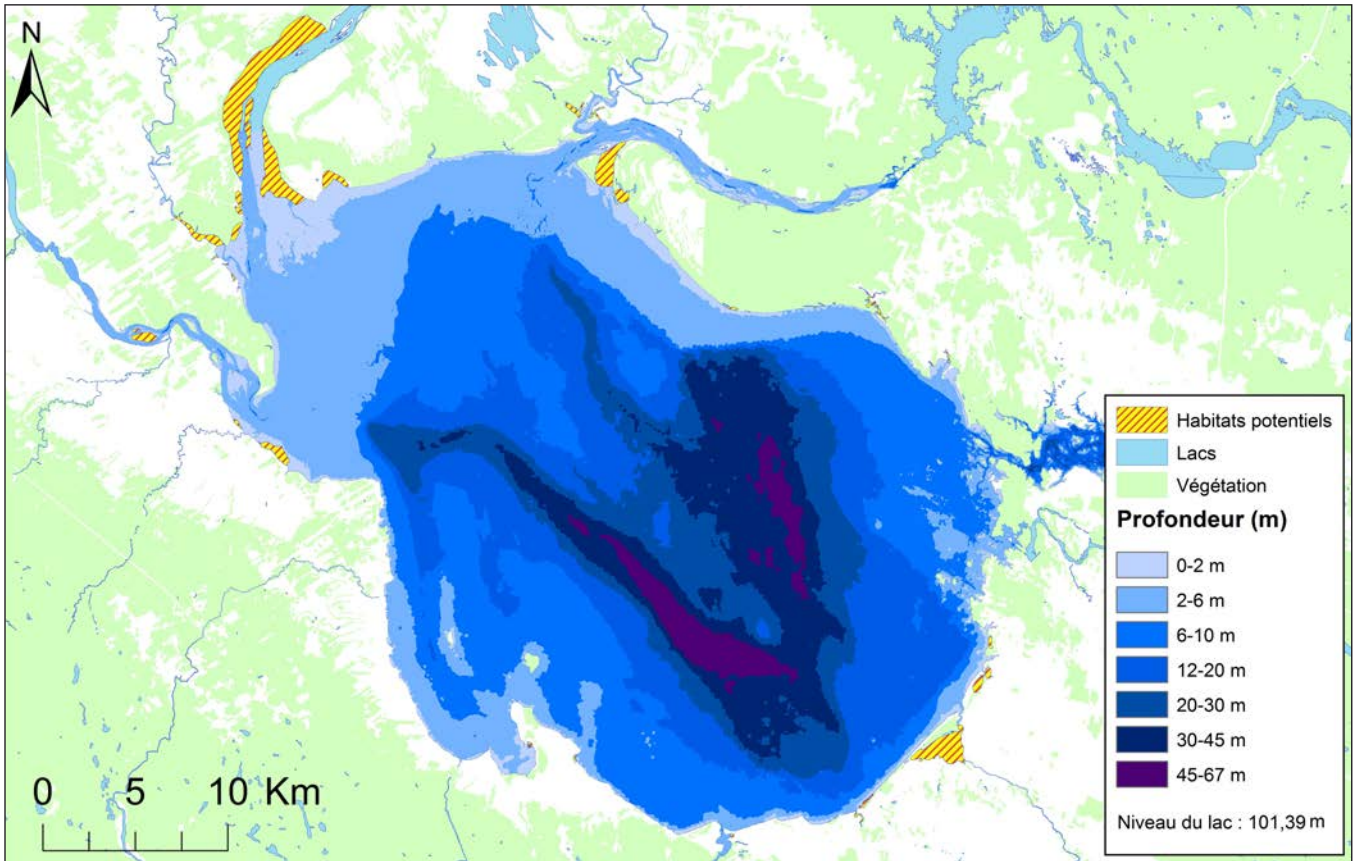 N
Habitats potentiels
Lacs
Végétation
Profondeur (m)
0-2 m
2-6 m
6-10 m
12-20 m
20-30 m
30-45 m
45-67 m
Niveau du lac : 101,39 m
0 5 10 Km